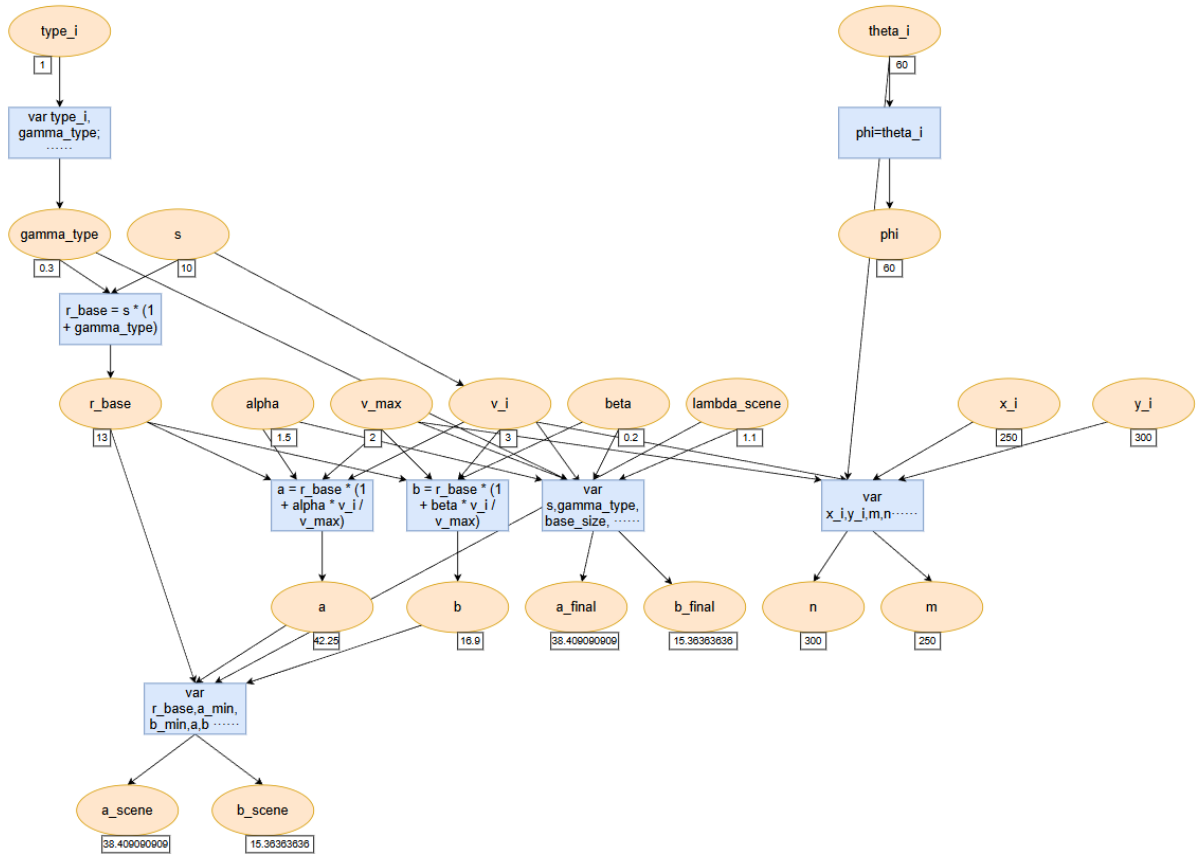 type_i
theta_i
1
60
var type_i,
gamma_type;
······
phi=theta_i
gamma_type
s
phi
0.3
10
60
r_base = s * (1
+ gamma_type)
r_base
alpha
v_max
v_i
beta
lambda_scene
x_i
y_i
13
1.5
2
3
0.2
1.1
250
300
a = r_base * (1
+ alpha * v_i /
v_max)
b = r_base * (1
+ beta * v_i /
v_max)
var
s,gamma_type,
base_size, ······
var
x_i,y_i,m,n······
a
b
a_final
b_final
n
m
42.25
16.9
38.409090909
15.36363636
300
250
var
r_base,a_min,
b_min,a,b ······
a_scene
b_scene
38.409090909
15.36363636